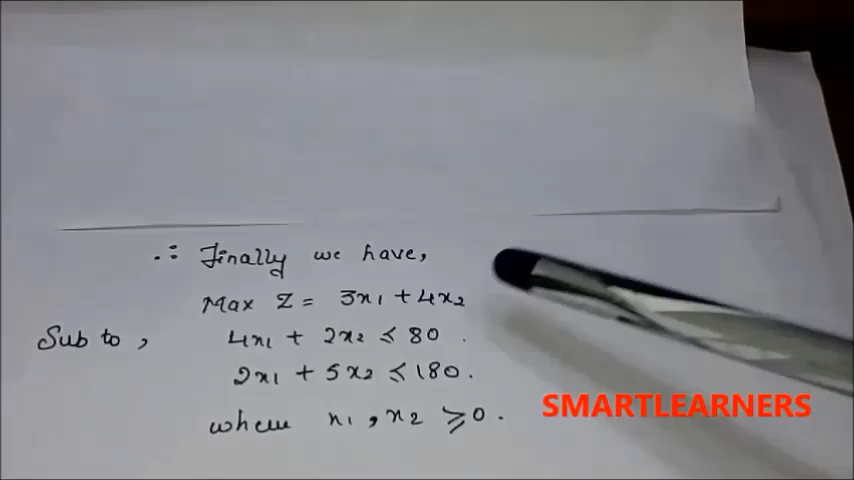 ∴ Finally we have,
Max Z = 3x₁ + 4x₂
Sub to, 4x₁ + 2x₂ ≤ 80.
2x₁ + 5x₂ ≤ 180.
where x₁, x₂ ≥ 0.
SMARTLEARNERS